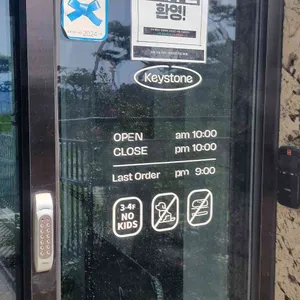 2024
환영!
Keystone
OPEN am 10:00
CLOSE pm 10:00
Last Order pm 9:00
3-4F
NO
KIDS